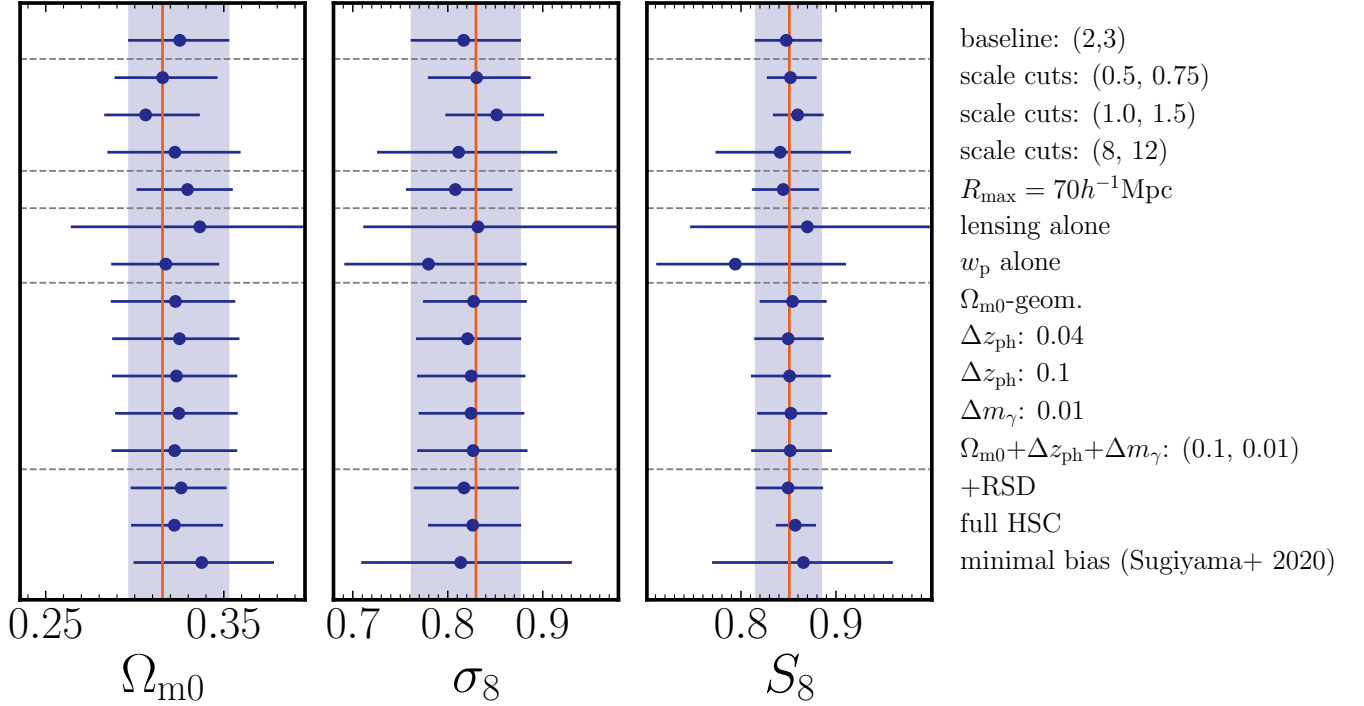 baseline: (2,3)
scale cuts: (0.5, 0.75)
scale cuts: (1.0, 1.5)
scale cuts: (8, 12)
R_max = 70h⁻¹Mpc
lensing alone
w_p alone
Ω_m0-geom.
Δz_ph: 0.04
Δz_ph: 0.1
Δm_γ: 0.01
Ω_m0+Δz_ph+Δm_γ: (0.1, 0.01)
+RSD
full HSC
minimal bias (Sugiyama+ 2020)
0.25 0.35 0.7 0.8 0.9 0.8 0.9
Ω_m0 σ_8 S_8